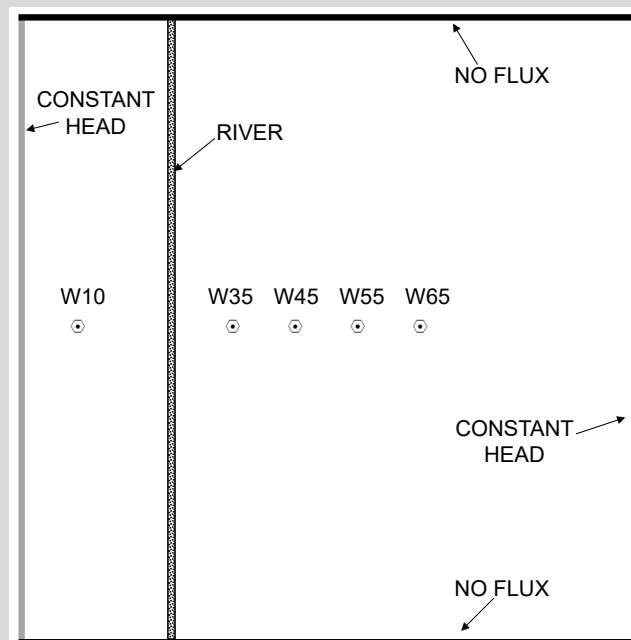 NO FLUX
CONSTANT
HEAD
RIVER
W10 W35 W45 W55 W65
CONSTANT
HEAD
NO FLUX